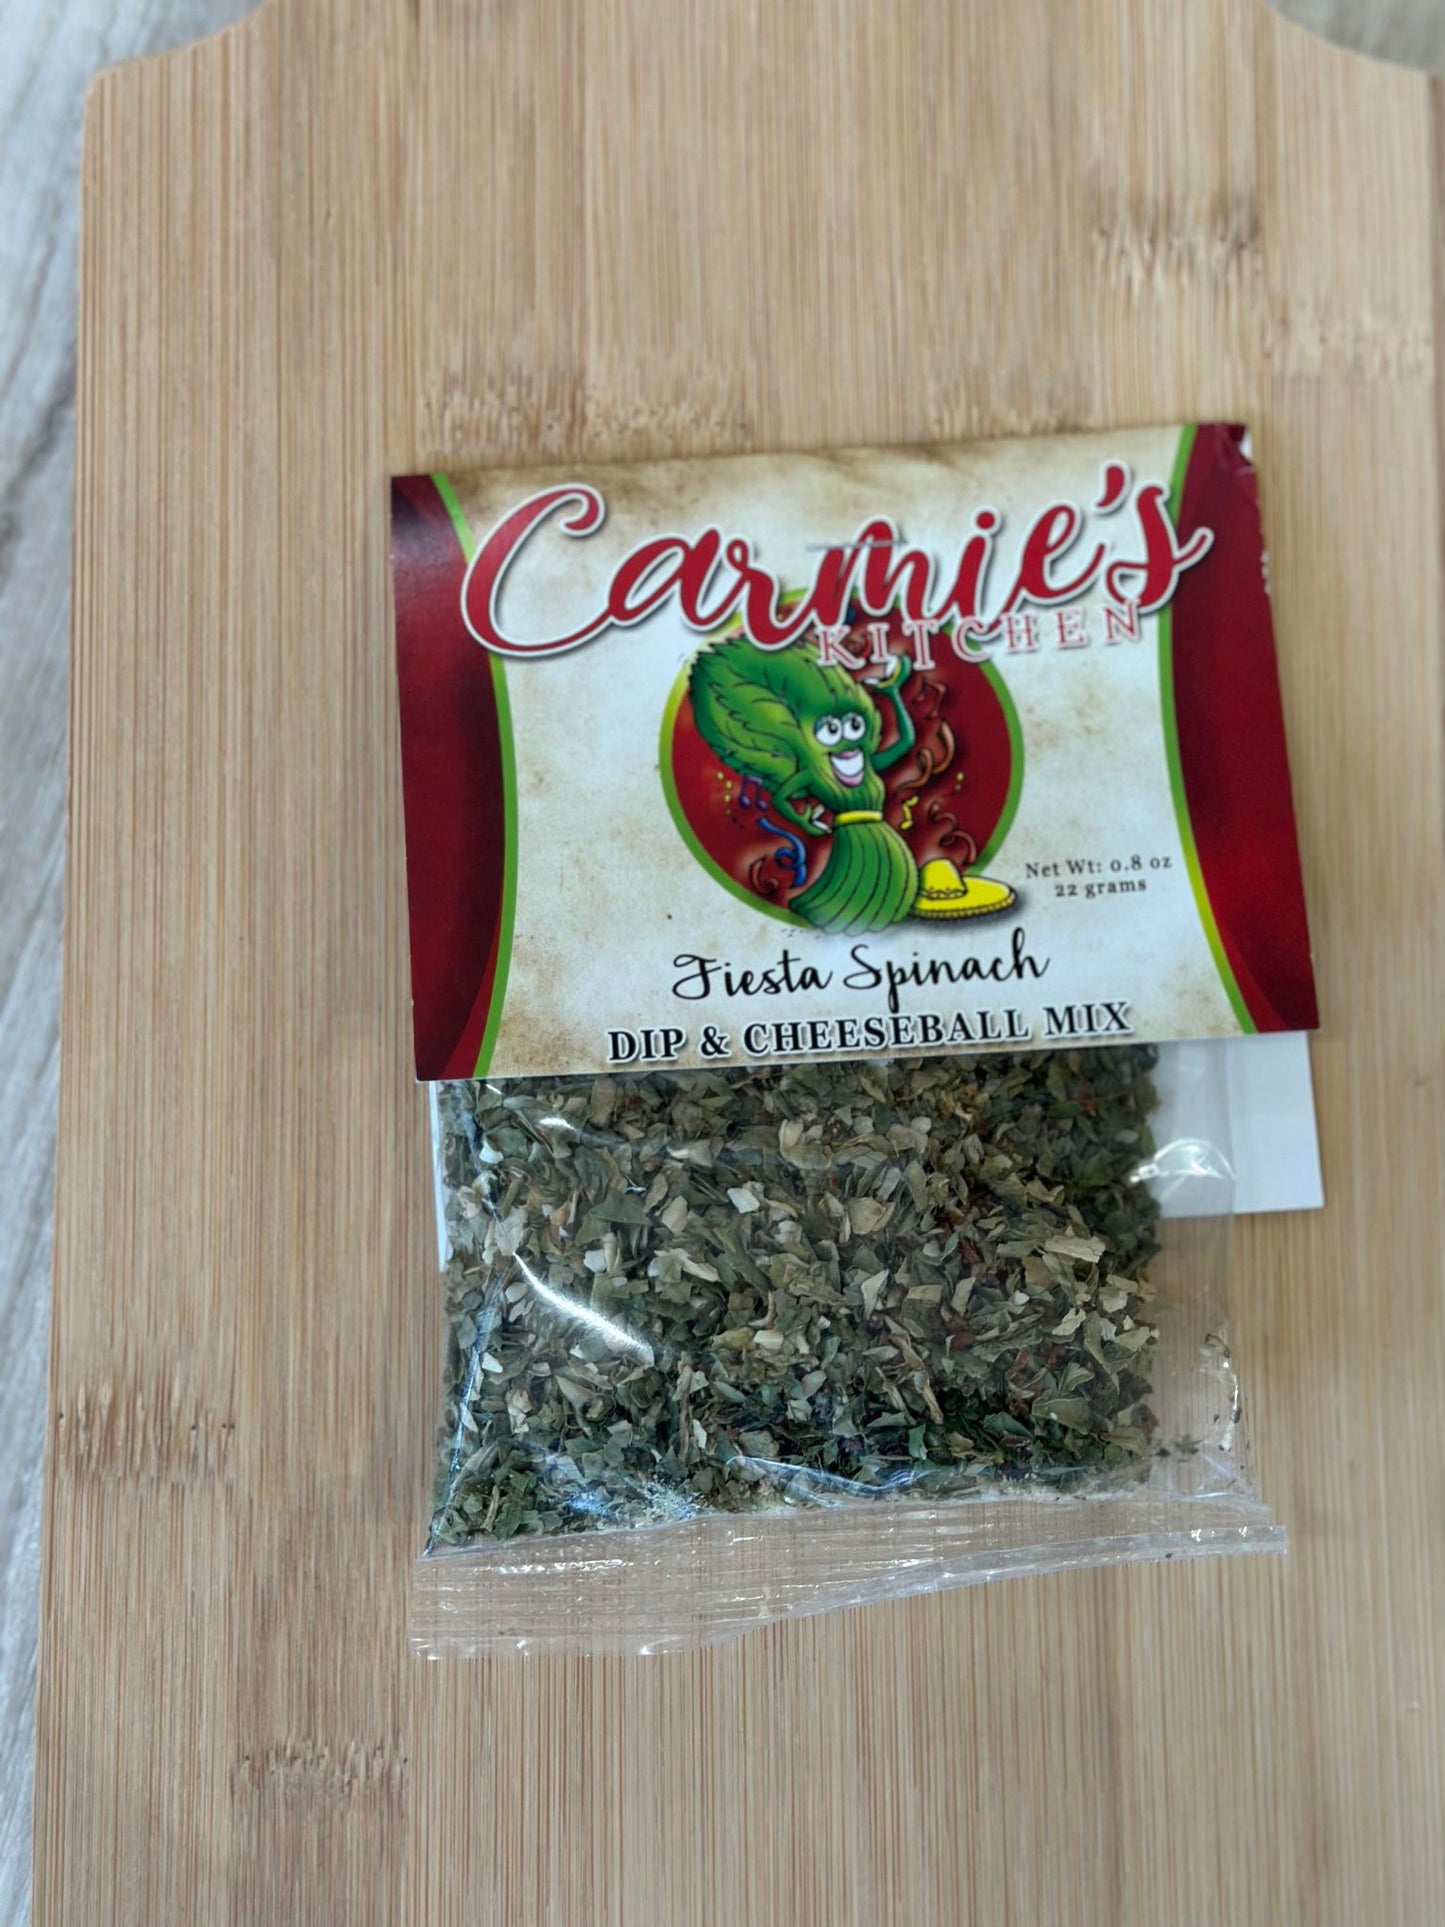 Carmie's
KITCHEN
Net Wt: 0.8 oz
22 grams
Fiesta Spinach
DIP & CHEESEBALL MIX